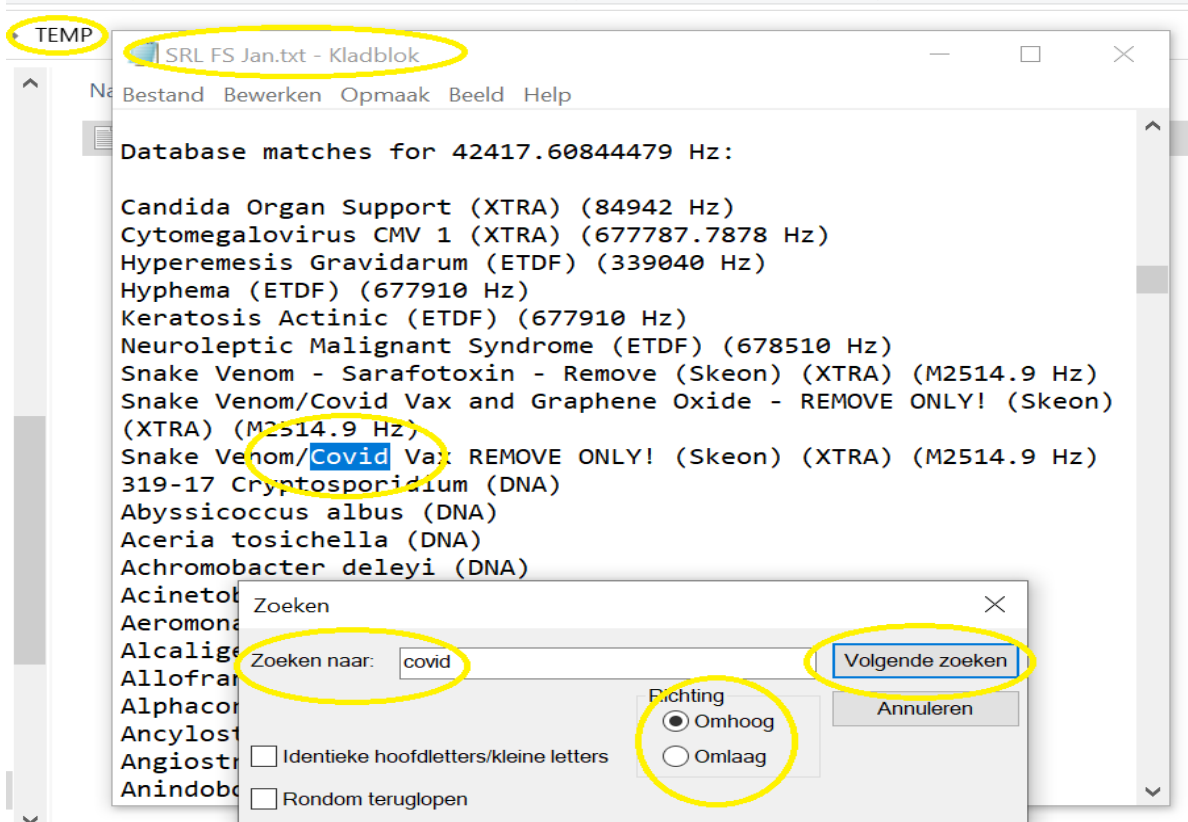 TEMP
SRL FS Jan.txt - Kladblok
Na
Bestand Bewerken Opmaak Beeld Help
Database matches for 42417.60844479 Hz:
Candida Organ Support (XTRA) (84942 Hz)
Cytomegalovirus CMV 1 (XTRA) (677787.7878 Hz)
Hyperemesis Gravidarum (ETDF) (339040 Hz)
Hyphema (ETDF) (677910 Hz)
Keratosis Actinic (ETDF) (677910 Hz)
Neuroleptic Malignant Syndrome (ETDF) (678510 Hz)
Snake Venom - Sarafotoxin - Remove (Skeon) (XTRA) (M2514.9 Hz)
Snake Venom/Covid Vax and Graphene Oxide - REMOVE ONLY! (Skeon)
(XTRA) (M2514.9 Hz)
Snake Venom/Covid Vax REMOVE ONLY! (Skeon) (XTRA) (M2514.9 Hz)
319-17 Cryptosporidium (DNA)
Abyssicoccus albus (DNA)
Aceria tosichella (DNA)
Achromobacter deleyi (DNA)
Zoeken
Zoeken naar: covid
Volgende zoeken
Richting
Omhoog
Annuleren
Identieke hoofdletters/kleine letters
Omlaag
Rondom teruglopen